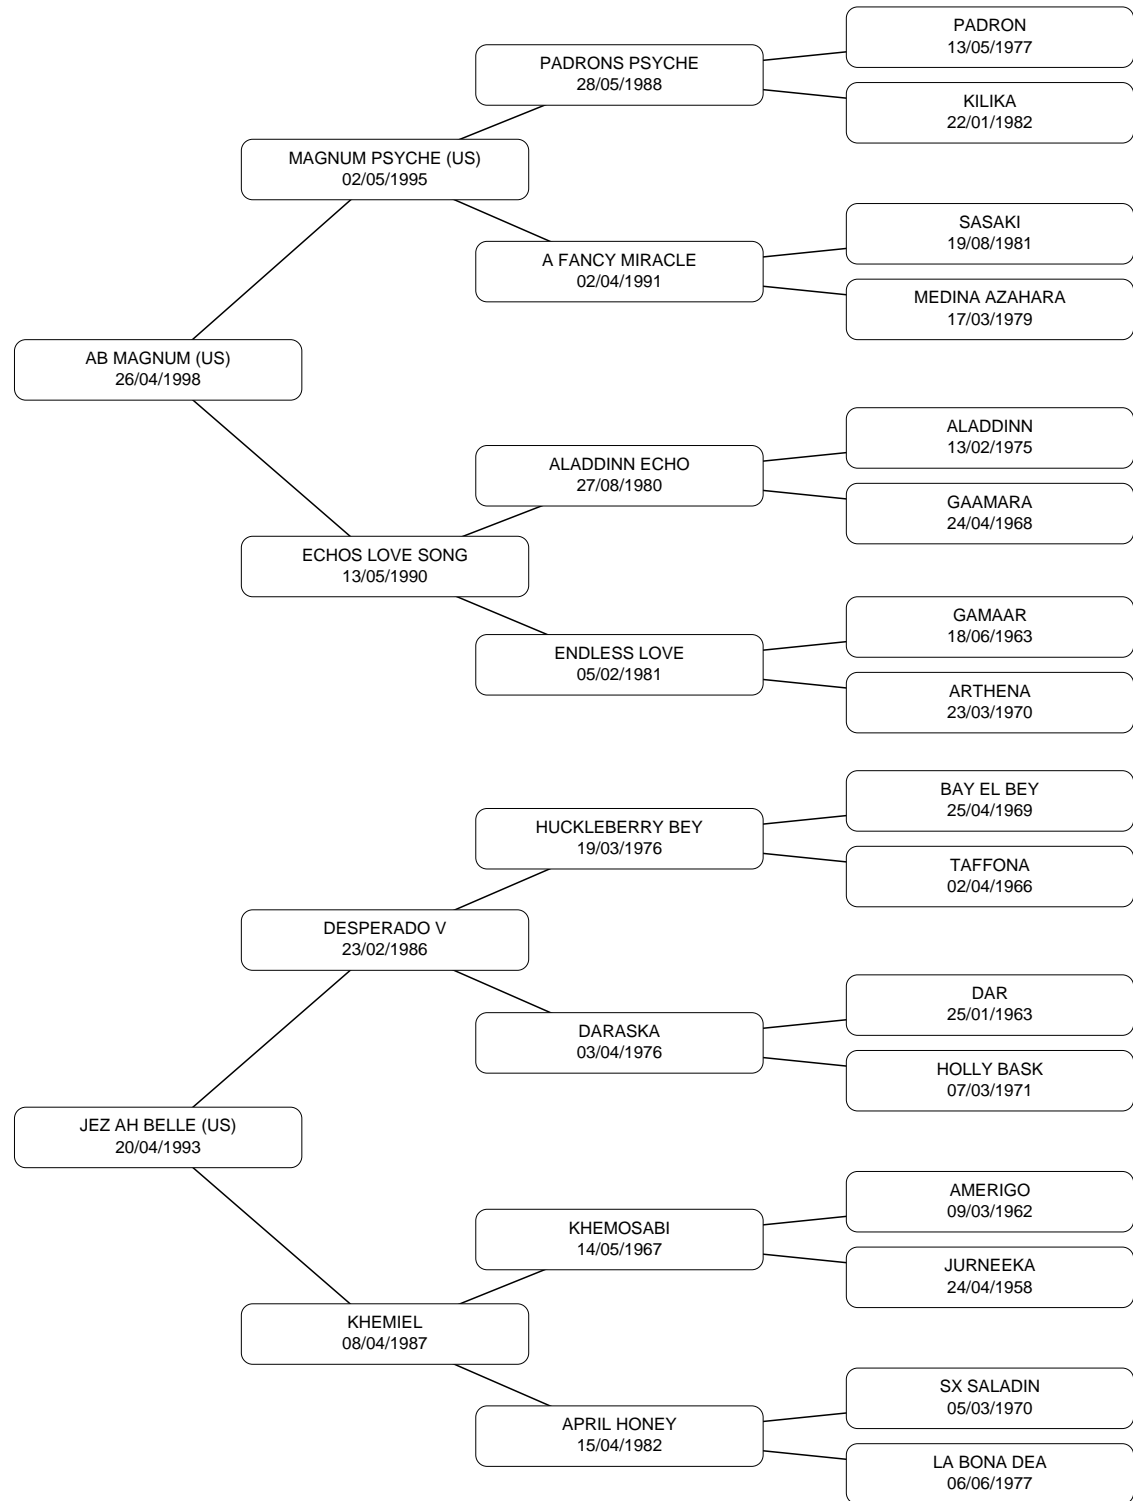 PADRON
13/05/1977
PADRONS PSYCHE
28/05/1988
KILIKA
22/01/1982
MAGNUM PSYCHE (US)
02/05/1995
SASAKI
19/08/1981
A FANCY MIRACLE
02/04/1991
MEDINA AZAHARA
17/03/1979
AB MAGNUM (US)
26/04/1998
ALADDINN
13/02/1975
ALADDINN ECHO
27/08/1980
GAAMARA
24/04/1968
ECHOS LOVE SONG
13/05/1990
GAMAAR
18/06/1963
ENDLESS LOVE
05/02/1981
ARTHENA
23/03/1970
BAY EL BEY
25/04/1969
HUCKLEBERRY BEY
19/03/1976
TAFFONA
02/04/1966
DESPERADO V
23/02/1986
DAR
25/01/1963
DARASKA
03/04/1976
HOLLY BASK
07/03/1971
JEZ AH BELLE (US)
20/04/1993
AMERIGO
09/03/1962
KHEMOSABI
14/05/1967
JURNEEKA
24/04/1958
KHEMIEL
08/04/1987
SX SALADIN
05/03/1970
APRIL HONEY
15/04/1982
LA BONA DEA
06/06/1977